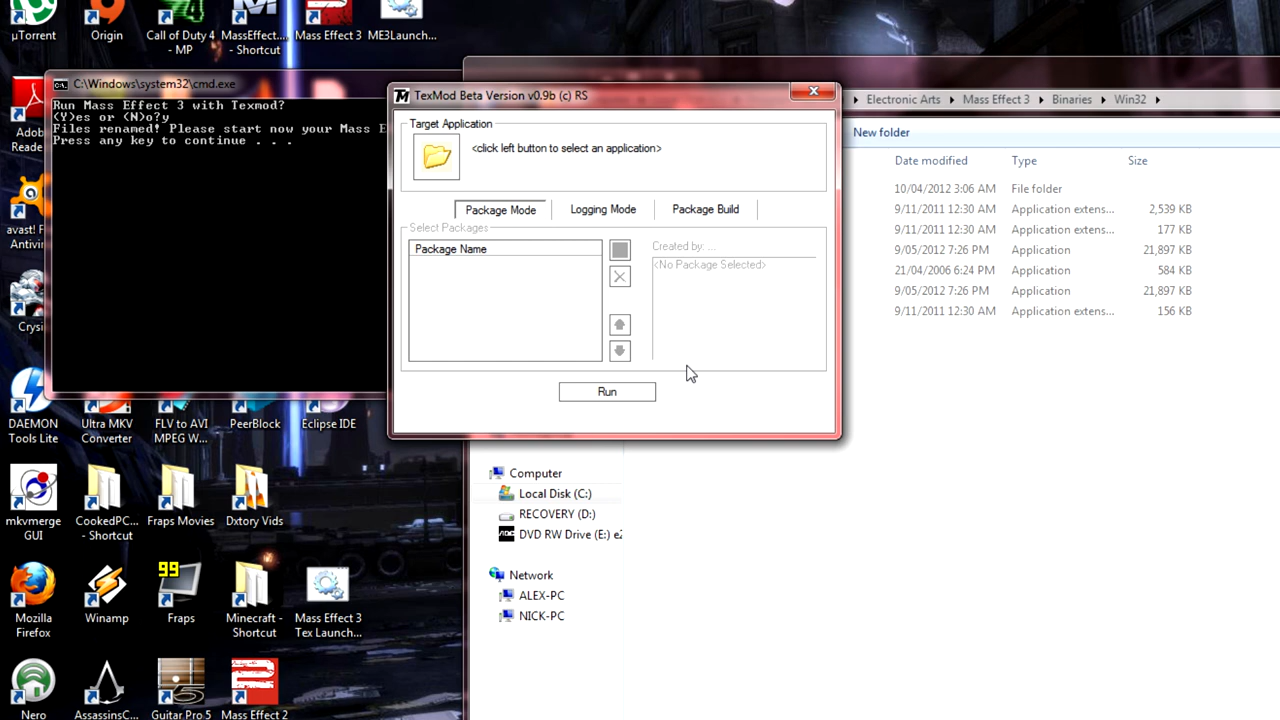 µTorrent
Origin
Call of Duty 4
- MP
MassEffect....
- Shortcut
Mass Effect 3
ME3Launch...
C:\Windows\system32\cmd.exe
Run Mass Effect 3 with Texmod?
(Y)es or (N)o?y
Files renamed! Please start now your Mass E
Press any key to continue . . .
TexMod Beta Version v0.9b (c) RS
Target Application
<click left button to select an application>
Package Mode
Logging Mode
Package Build
Select Packages
Package Name
Created by: ...
<No Package Selected>
Run
Electronic Arts
Mass Effect 3
Binaries
Win32
New folder
Date modified
Type
Size
10/04/2012 3:06 AM File folder
9/11/2011 12:30 AM Application extens... 2,539 KB
9/11/2011 12:30 AM Application extens... 177 KB
9/05/2012 7:26 PM Application 21,897 KB
21/04/2006 6:24 PM Application 584 KB
9/05/2012 7:26 PM Application 21,897 KB
9/11/2011 12:30 AM Application extens... 156 KB
Adob
Reade
avast! F
Antivir
Crysi
DAEMON
Tools Lite
Ultra MKV
Converter
FLV to AVI
MPEG W...
PeerBlock
Eclipse IDE
mkvmerge
GUI
CookedPC...
- Shortcut
Fraps Movies
Dxtory Vids
99
Mozilla
Firefox
Winamp
Fraps
Minecraft -
Shortcut
Mass Effect 3
Tex Launch...
Nero
AssassinsC...
Guitar Pro 5
Mass Effect 2
Computer
Local Disk (C:)
RECOVERY (D:)
DVD RW Drive (E:) e2
Network
ALEX-PC
NICK-PC